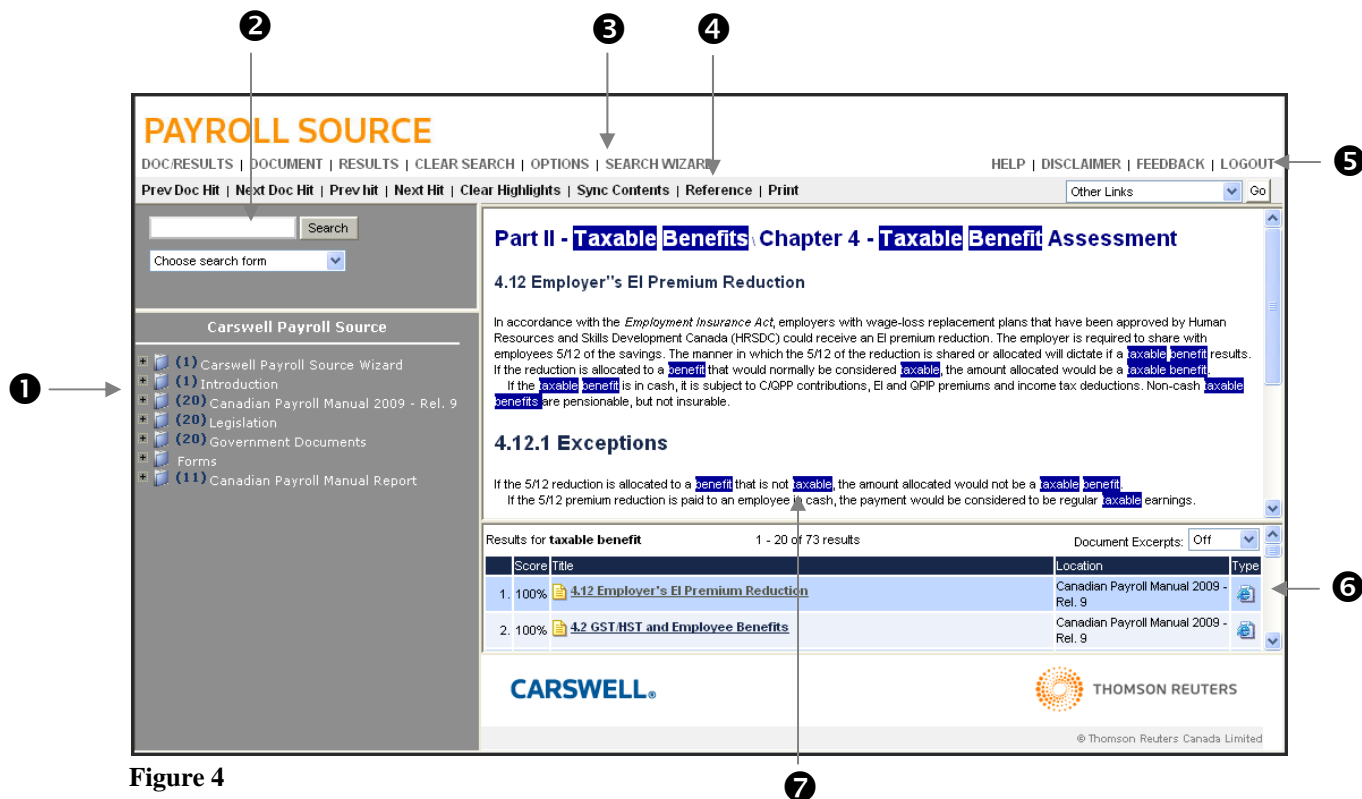 ❷ ❸ ❹
PAYROLL SOURCE
DOC/RESULTS | DOCUMENT | RESULTS | CLEAR SEARCH | OPTIONS | SEARCH WIZARD
HELP | DISCLAIMER | FEEDBACK | LOGOUT
❺
Prev Doc Hit | Next Doc Hit | Prev hit | Next Hit | Clear Highlights | Sync Contents | Reference | Print
Other Links Go
Search
Choose search form
Carswell Payroll Source
❶
(1) Carswell Payroll Source Wizard
(1) Introduction
(20) Canadian Payroll Manual 2009 - Rel. 9
(20) Legislation
(20) Government Documents
Forms
(11) Canadian Payroll Manual Report
Part II - Taxable Benefits\ Chapter 4 - Taxable Benefit Assessment
4.12 Employer"s EI Premium Reduction
In accordance with the Employment Insurance Act, employers with wage-loss replacement plans that have been approved by Human
Resources and Skills Development Canada (HRSDC) could receive an EI premium reduction. The employer is required to share with
employees 5/12 of the savings. The manner in which the 5/12 of the reduction is shared or allocated will dictate if a taxable benefit results.
If the reduction is allocated to a benefit that would normally be considered taxable, the amount allocated would be a taxable benefit.
If the taxable benefit is in cash, it is subject to C/QPP contributions, EI and QPIP premiums and income tax deductions. Non-cash taxable
benefits are pensionable, but not insurable.
4.12.1 Exceptions
If the 5/12 reduction is allocated to a benefit that is not taxable, the amount allocated would not be a taxable benefit.
If the 5/12 premium reduction is paid to an employee in cash, the payment would be considered to be regular taxable earnings.
Results for taxable benefit 1 - 20 of 73 results Document Excerpts: Off
Score Title Location Type
1. 100% 4.12 Employer's EI Premium Reduction Canadian Payroll Manual 2009 -
Rel. 9
❻
2. 100% 4.2 GST/HST and Employee Benefits Canadian Payroll Manual 2009 -
Rel. 9
CARSWELL® THOMSON REUTERS
© Thomson Reuters Canada Limited
Figure 4
❼